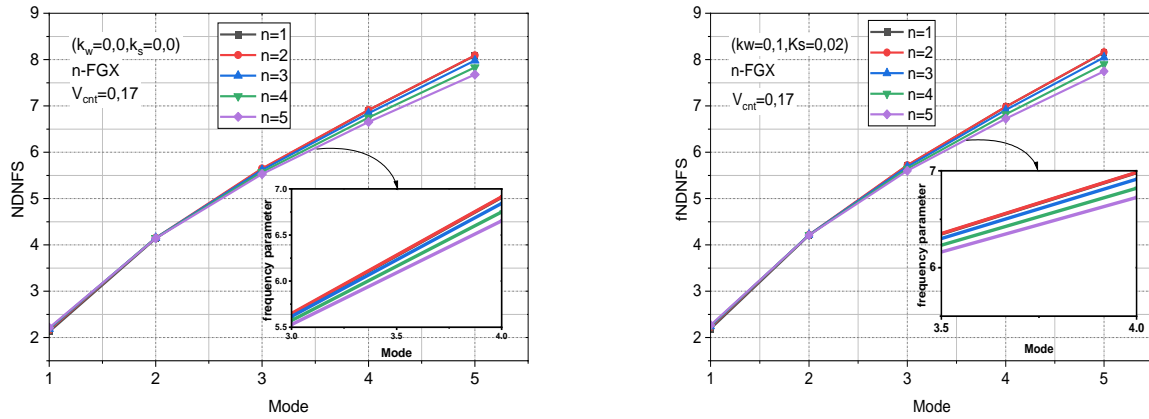 (k_w=0,0,k_s=0,0)
n-FGX
V_cnt=0,17
n=1
n=2
n=3
n=4
n=5
NDNFS
9
8
7
6
5
4
3
2
1 2 3 4 5
Mode
frequency parameter
7.0
6.5
6.0
5.5
3.0 3.5 4.0
Mode
(kw=0,1,Ks=0,02)
n-FGX
V_cnt=0,17
n=1
n=2
n=3
n=4
n=5
fNDNFS
9
8
7
6
5
4
3
2
1 2 3 4 5
Mode
frequency parameter
7
6
3.5 4.0
Mode